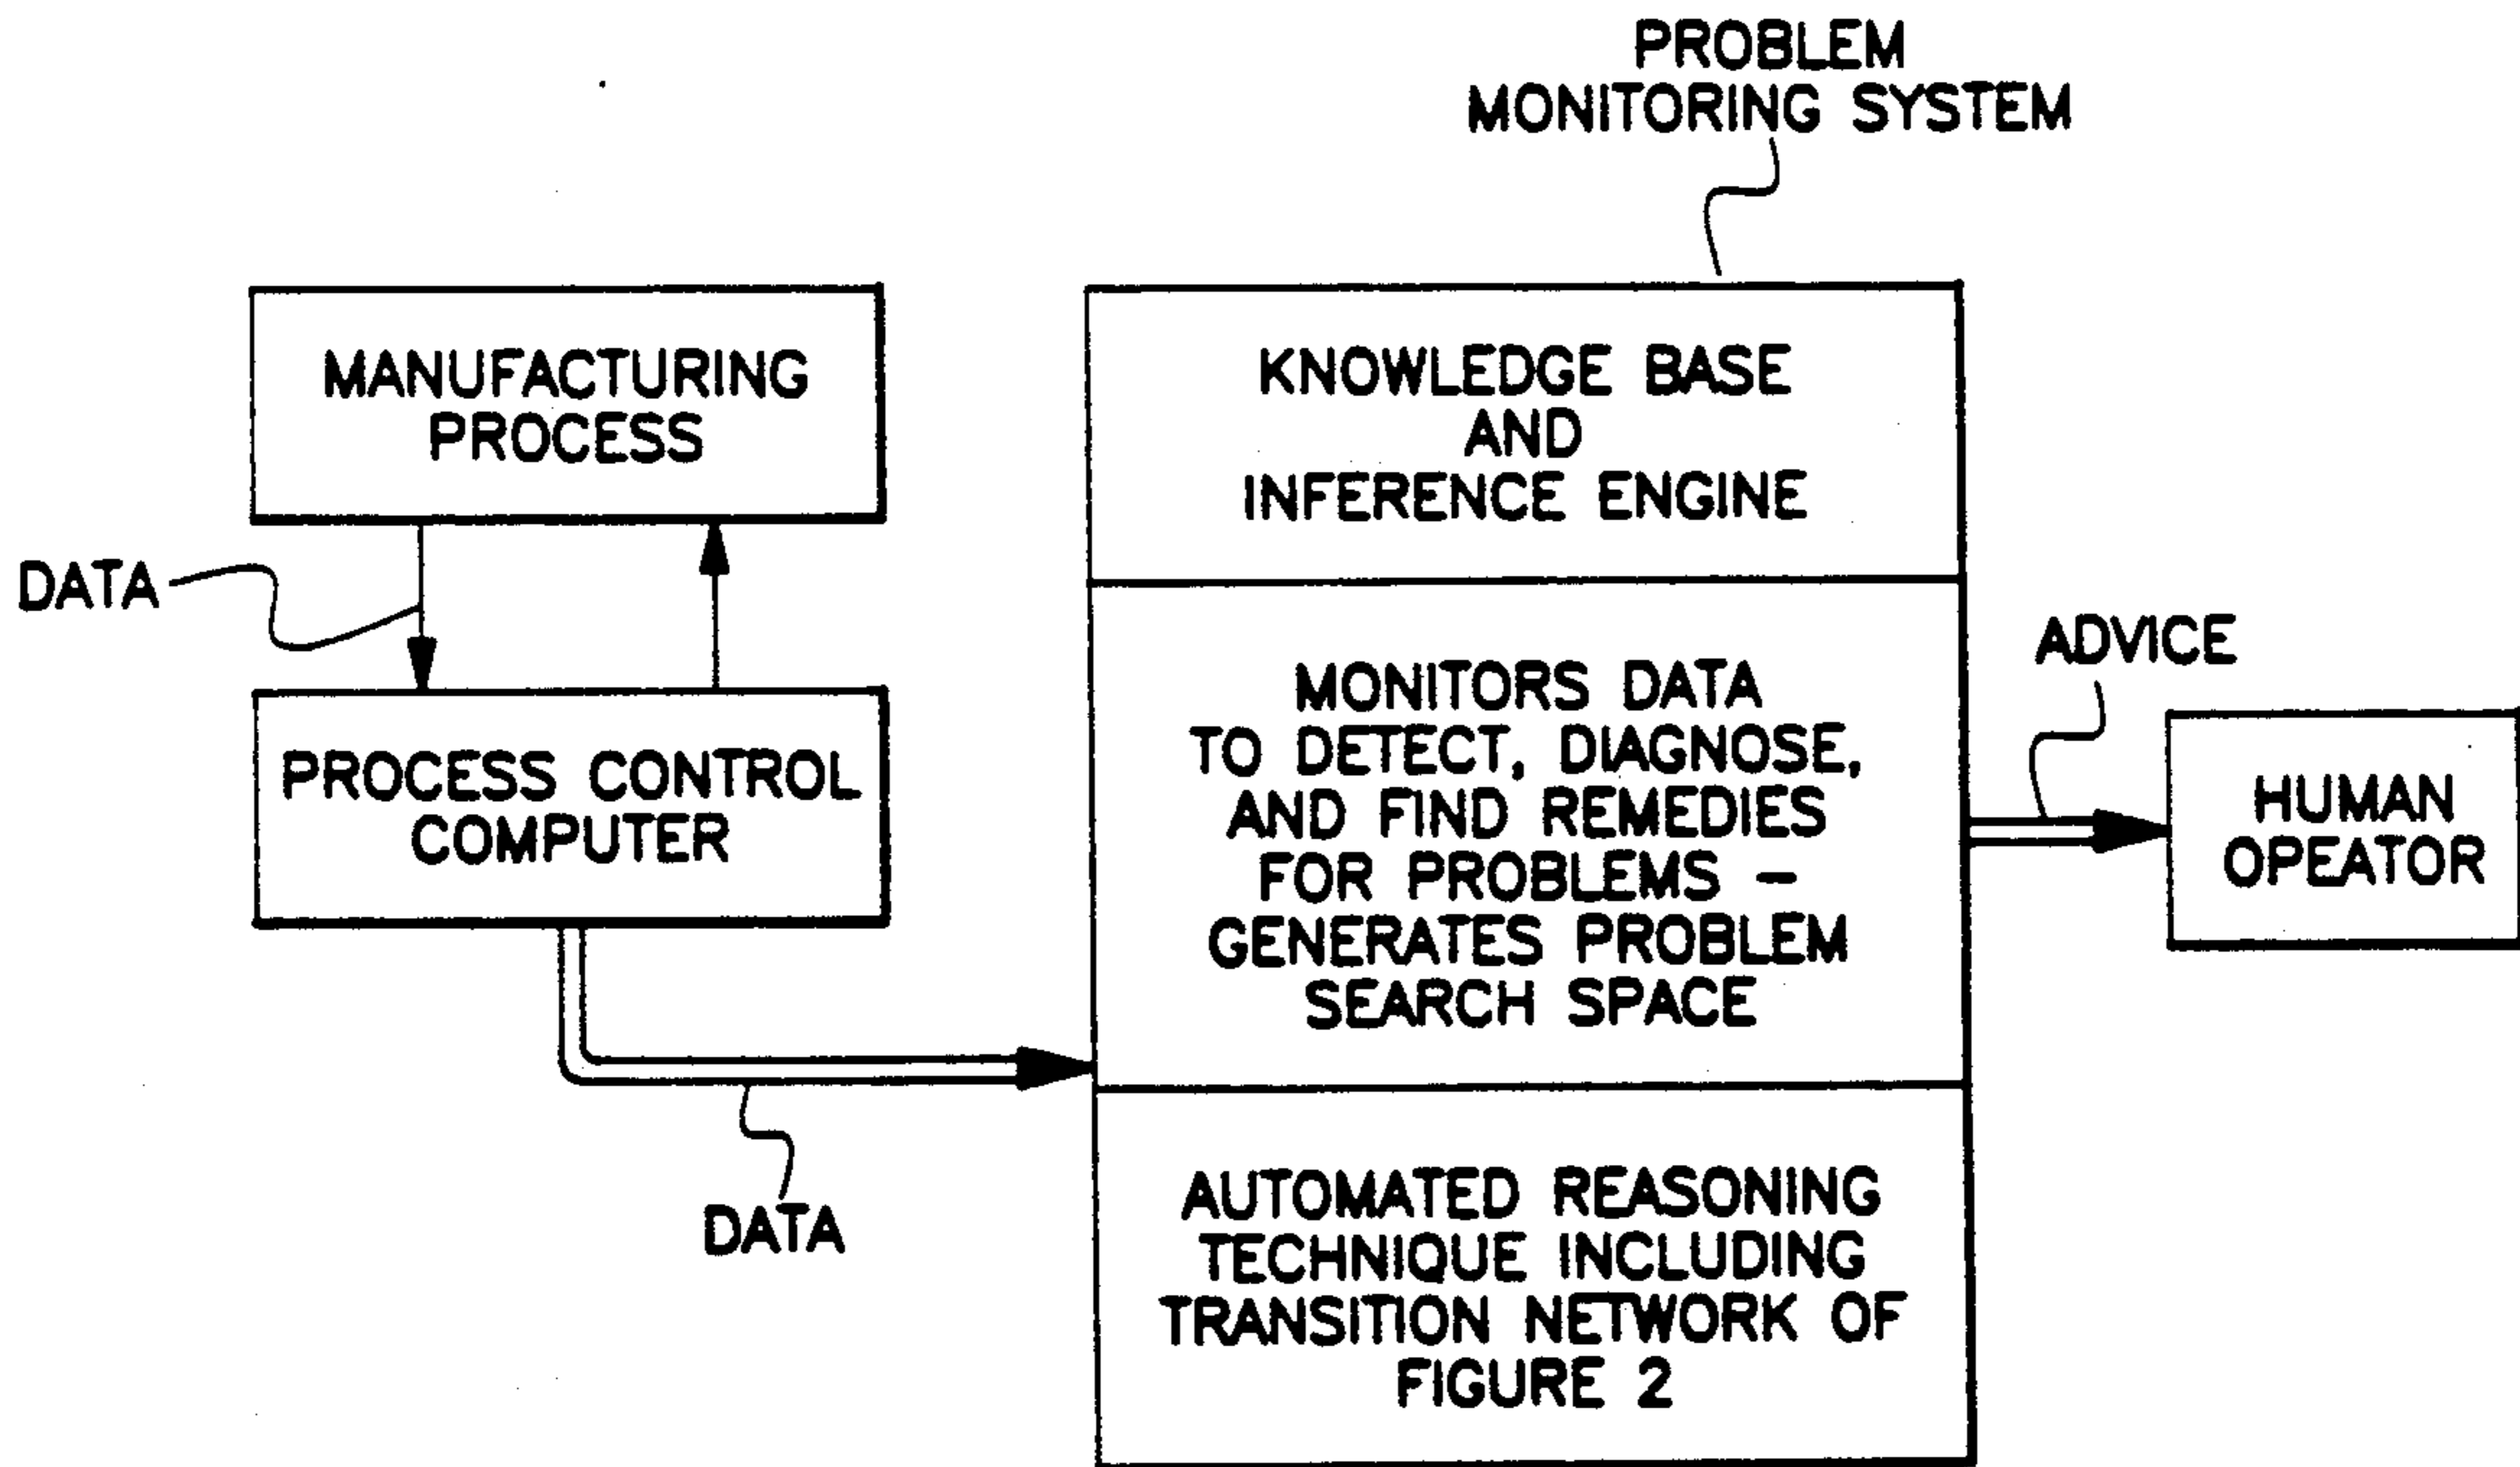 PROBLEM
MONITORING SYSTEM
MANUFACTURING
PROCESS
DATA
PROCESS CONTROL
COMPUTER
DATA
KNOWLEDGE BASE
AND
INFERENCE ENGINE
MONITORS DATA
TO DETECT, DIAGNOSE,
AND FIND REMEDIES
FOR PROBLEMS –
GENERATES PROBLEM
SEARCH SPACE
AUTOMATED REASONING
TECHNIQUE INCLUDING
TRANSITION NETWORK OF
FIGURE 2
ADVICE
HUMAN
OPEATOR